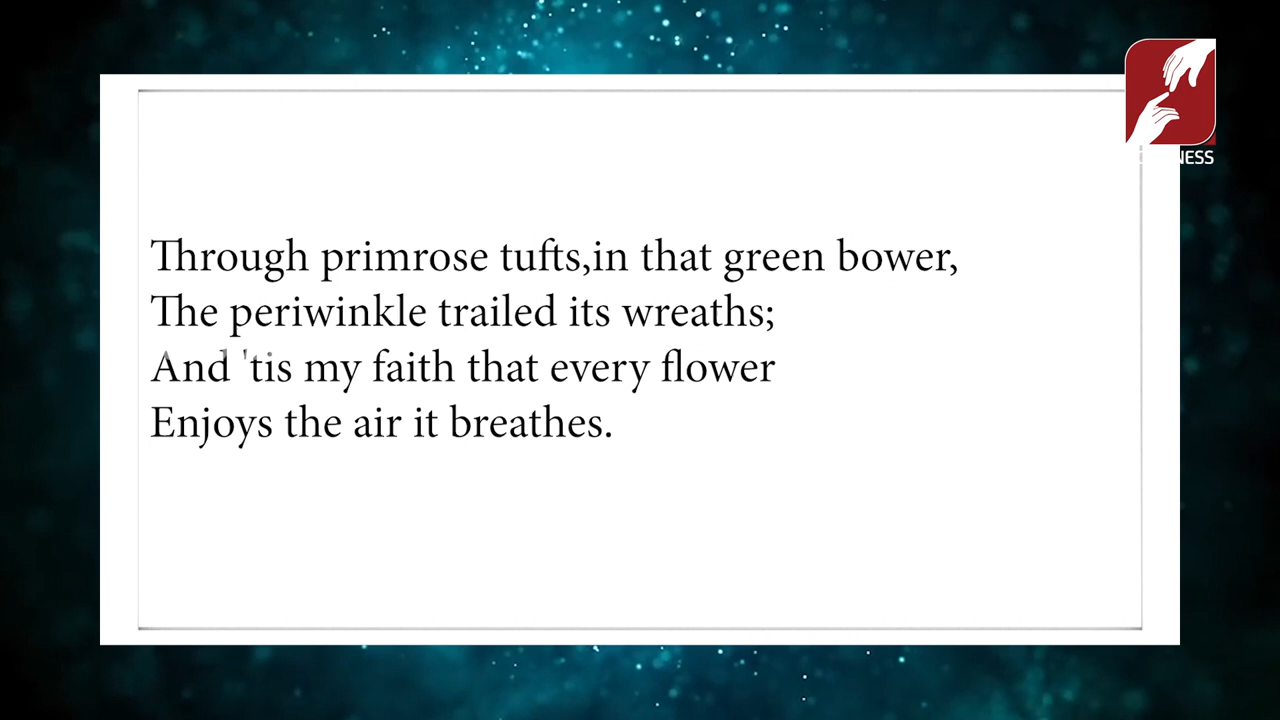 Through primrose tufts,in that green bower,
The periwinkle trailed its wreaths;
And 'tis my faith that every flower
Enjoys the air it breathes.
NESS